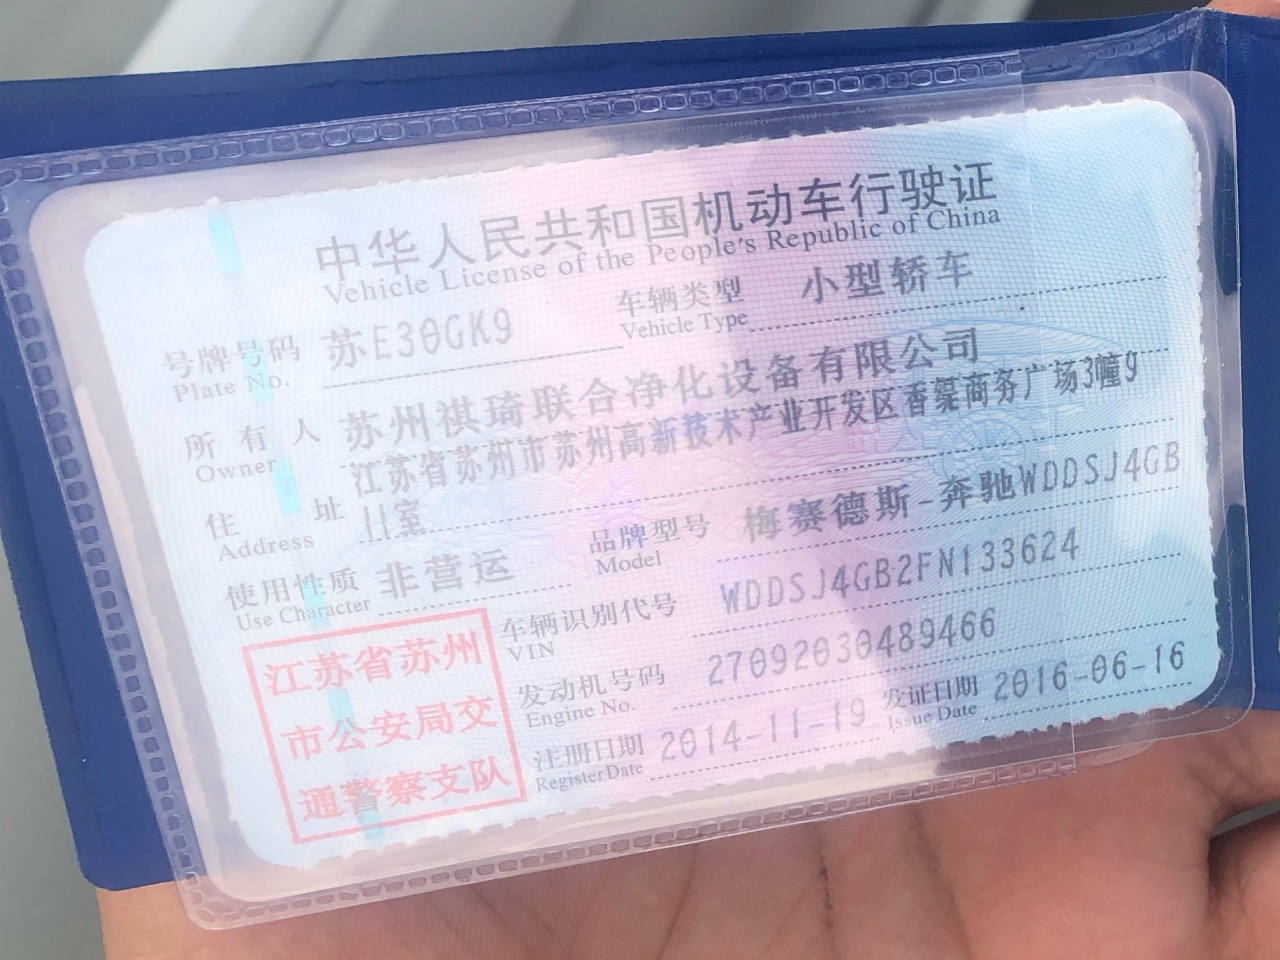 中华人民共和国机动车行驶证
Vehicle License of the People's Republic of China
号牌号码 苏E30GK9 车辆类型 小型轿车
Plate No. Vehicle Type
所有人 苏州祺琦联合净化设备有限公司
Owner
住址 江苏省苏州市苏州高新技术产业开发区香缇商务广场3幢9
Address 11室
使用性质 非营运 品牌型号 梅赛德斯-奔驰WDDSJ4GB
Use Character Model
车辆识别代号 WDDSJ4GB2FN133624
VIN
发动机号码 27092030489466
Engine No.
注册日期 2014-11-19 发证日期 2016-06-16
Register Date Issue Date
江苏省苏州
市公安局交
通警察支队